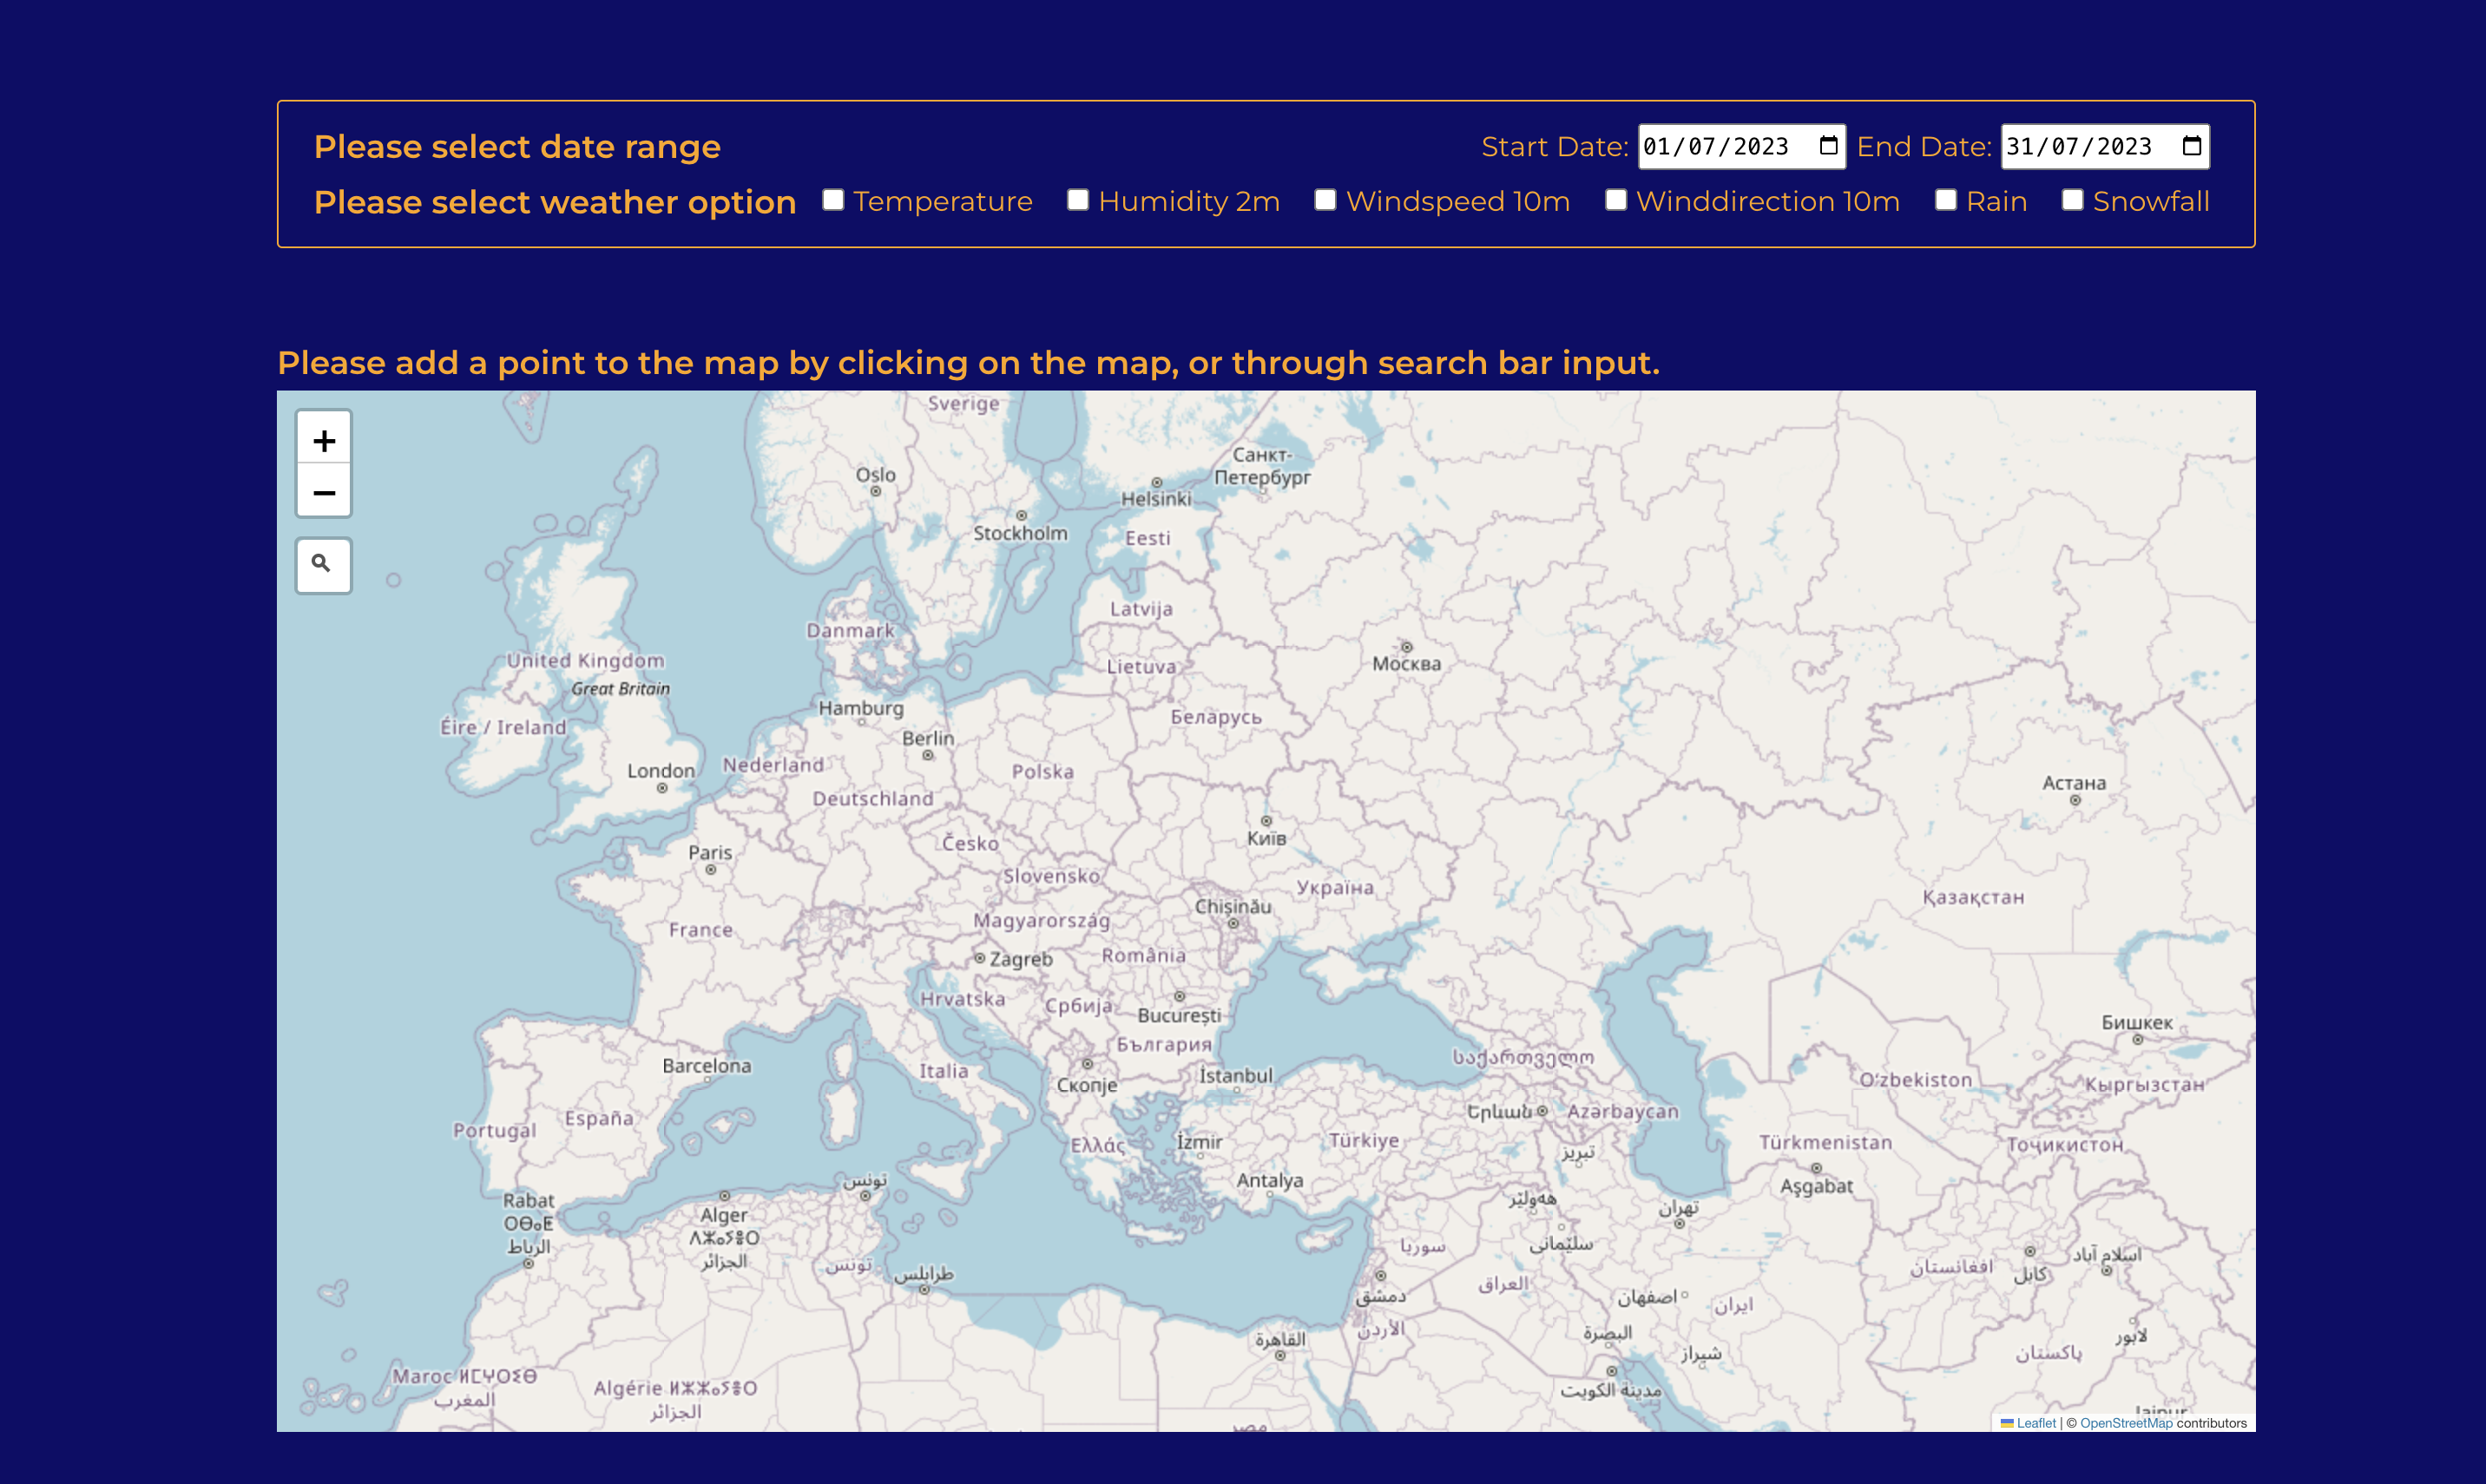 Please select date range
Start Date: 01/07/2023 End Date: 31/07/2023
Please select weather option
Temperature
Humidity 2m
Windspeed 10m
Winddirection 10m
Rain
Snowfall
Please add a point to the map by clicking on the map, or through search bar input.
+
−
Sverige
Oslo
Санкт-
Петербург
Helsinki
Stockholm
Eesti
Latvija
Danmark
United Kingdom
Great Britain
Lietuva
Москва
Éire / Ireland
Hamburg
Беларусь
Berlin
London
Nederland
Polska
Deutschland
Астана
Česko
Київ
Paris
Slovensko
Україна
Қазақстан
Chișinău
Magyarország
France
Zagreb
România
Hrvatska
Србија
București
Бишкек
България
საქართველო
Barcelona
Italia
Скопје
İstanbul
Oʻzbekiston
Кыргызстан
España
Portugal
Երևան
Azərbaycan
Ελλάς
İzmir
Türkiye
Türkmenistan
Тоҷикистон
تبریز
Antalya
Aşgabat
تونس
Rabat
ⵔⴱⴰⵟ
الرباط
Alger
ⴷⵣⴰⵢⴻⵔ
الجزائر
هەولێر
تهران
سوريا
سلێمانی
افغانستان
کابل
اسلام آباد
تونس
طرابلس
دمشق
العراق
اصفهان
ایران
الأردن
البصرة
القاهرة
شیراز
لاہور
پاکستان
مدينة الكويت
Maroc ⵍⵎⵖⵔⵉⴱ
المغرب
Algérie ⵍⵣⵣⴰⵢⴻⵔ
الجزائر
Leaflet | © OpenStreetMap contributors